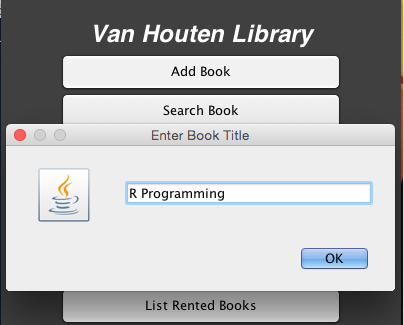 Van Houten Library
Add Book
Search Book
Enter Book Title
R Programming
OK
List Rented Books